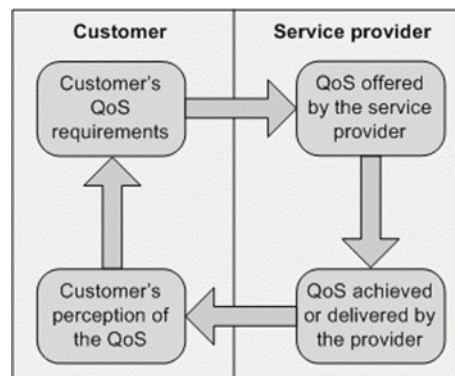 Customer
Service provider
Customer's
QoS
requirements
QoS offered
by the service
provider
Customer's
perception of
the QoS
QoS achieved
or delivered by
the provider